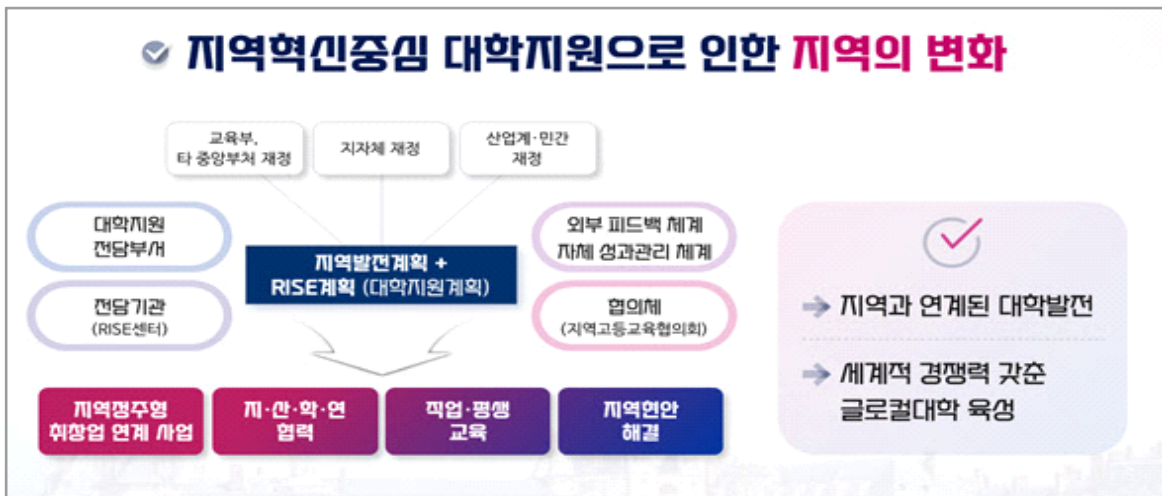 지역혁신중심 대학지원으로 인한 지역의 변화
교육부,
타 중앙부처 재정
지자체 재정
산업계·민간
재정
대학지원
전담부서
전담기관
(RISE센터)
지역발전계획 +
RISE계획 (대학지원계획)
외부 피드백 체계
자체 성과관리 체계
협의체
(지역고등교육협의회)
지역정주형
취창업 연계 사업
지·산·학·연
협력
직업·평생
교육
지역현안
해결
지역과 연계된 대학발전
세계적 경쟁력 갖춘
글로컬대학 육성